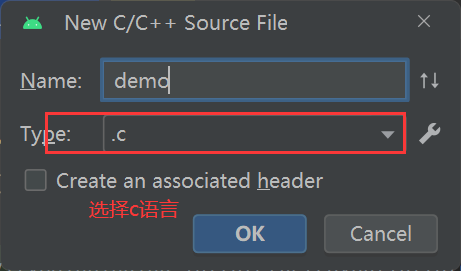 New C/C++ Source File
Name: demo
Type: .c
Create an associated header
选择c语言
OK Cancel